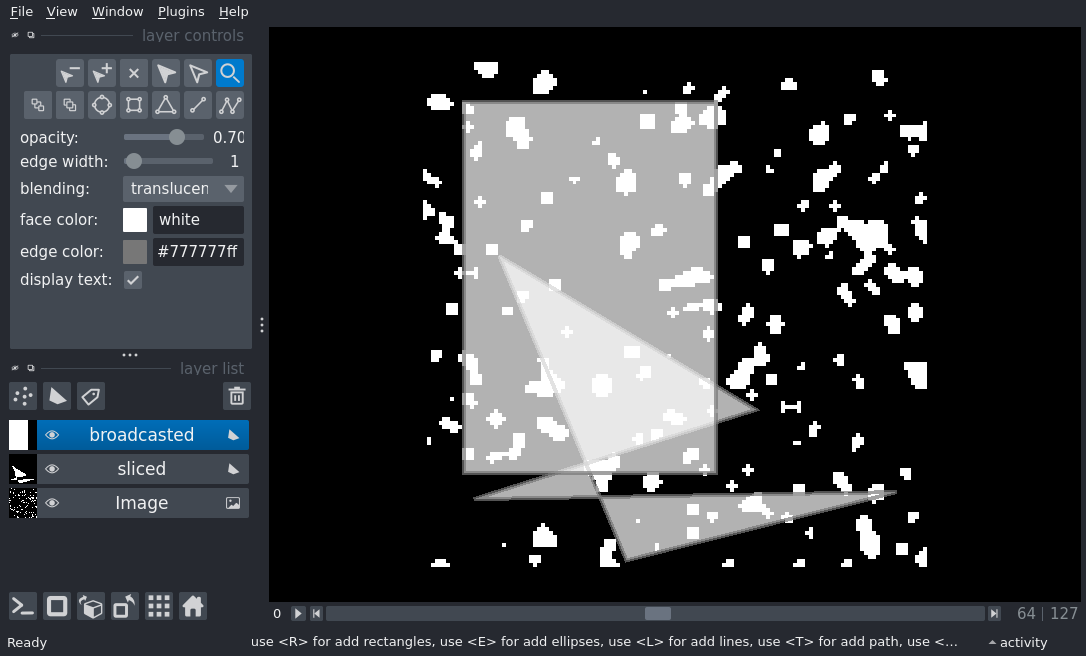 File View Window Plugins Help
layer controls
opacity: 0.70
edge width: 1
blending: translucen
face color: white
edge color: #777777ff
display text:
layer list
broadcasted
sliced
Image
0 64 127
Ready use <R> for add rectangles, use <E> for add ellipses, use <L> for add lines, use <T> for add path, use <... activity